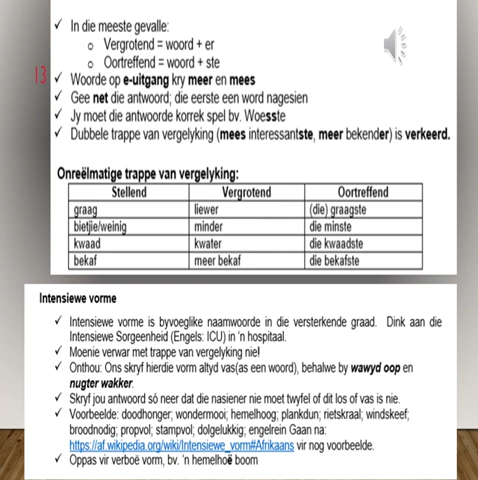 ✓ In die meeste gevalle:
o Vergrotend = woord + er
o Oortreffend = woord + ste
13
✓ Woorde op e-uitgang kry meer en mees
✓ Gee net die antwoord; die eerste een word nagesien
✓ Jy moet die antwoorde korrek spel bv. Woesste
✓ Dubbele trappe van vergelyking (mees interessantste, meer bekender) is verkeerd.
Onreëlmatige trappe van vergelyking:
Stellend Vergrotend Oortreffend
graag liewer (die) graagste
bietjie/weinig minder die minste
kwaad kwater die kwaadste
bekaf meer bekaf die bekafste
Intensiewe vorme
✓ Intensiewe vorme is byvoeglike naamwoorde in die versterkende graad. Dink aan die
Intensiewe Sorgeenheid (Engels: ICU) in 'n hospitaal.
✓ Moenie verwar met trappe van vergelyking nie!
✓ Onthou: Ons skryf hierdie vorm altyd vas(as een woord), behalwe by wawyd oop en
nugter wakker.
✓ Skryf jou antwoord só neer dat die nasiener nie moet twyfel of dit los of vas is nie.
✓ Voorbeelde: doodhonger; wondermooi; hemelhoog; plankdun; rietskraal; windskeef;
broodnodig; propvol; stampvol; dolgelukkig; engelrein Gaan na:
https://af.wikipedia.org/wiki/Intensiewe_vorm#Afrikaans vir nog voorbeelde.
✓ Oppas vir verboë vorm, bv. 'n hemelhoë boom